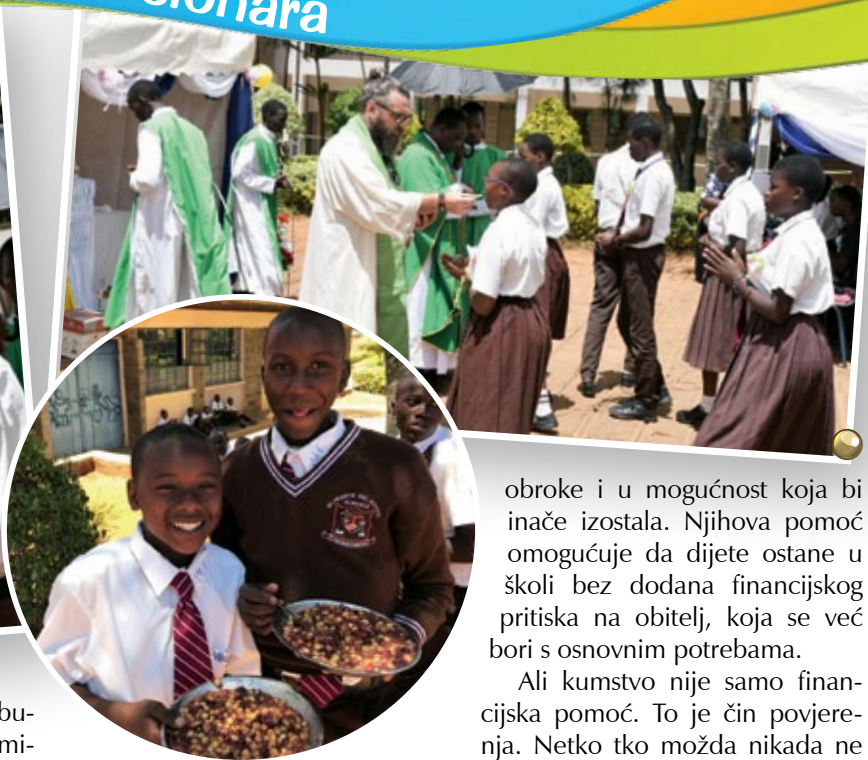 obroke i u mogućnost koja bi
inače izostala. Njihova pomoć
omogućuje da dijete ostane u
školi bez dodana financijskog
pritiska na obitelj, koja se već
bori s osnovnim potrebama.
Ali kumstvo nije samo finan-
cijska pomoć. To je čin povjere-
nja. Netko tko možda nikada ne
bu-
mi-